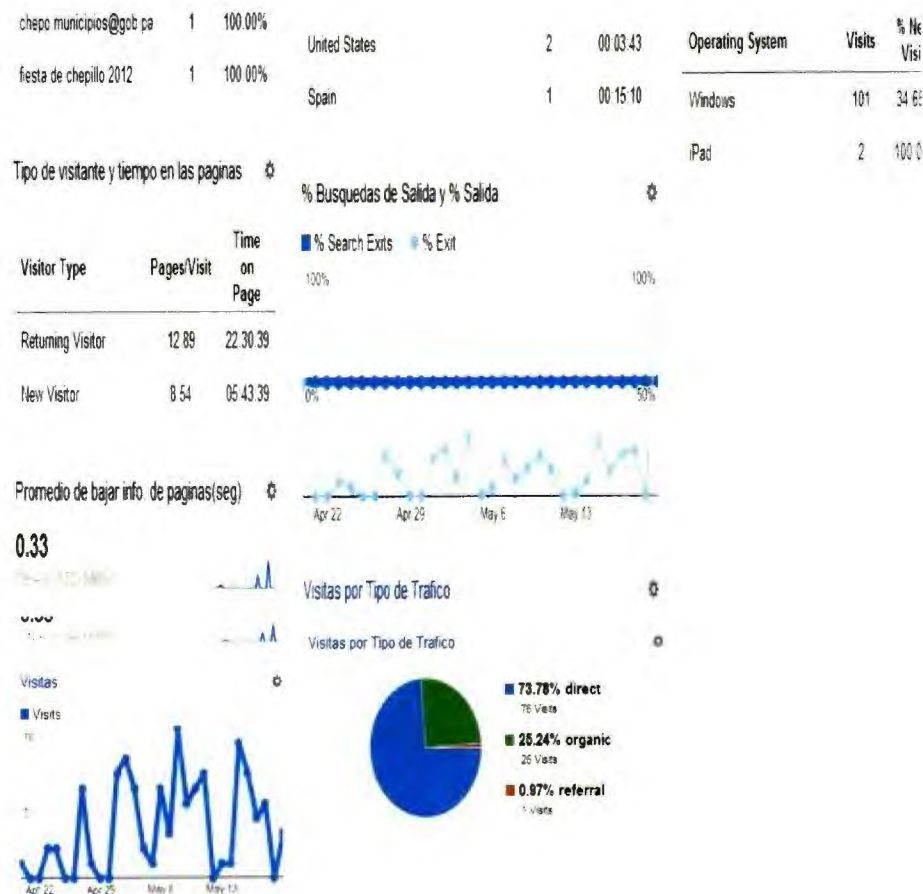 chepo municipios@gob pa 1 100.00%
fiesta de chepillo 2012 1 100.00%
Tipo de visitante y tiempo en las paginas
Visitor Type Pages/Visit Time on Page
Returning Visitor 12.89 22:30:39
New Visitor 8.54 05:43:39
Promedio de bajar info. de paginas(seg)
0.33
Visitas
Visits
Apr 22 Apr 29 May 6 May 13
United States 2 00:03:43
Spain 1 00:15:10
% Busquedas de Salida y % Salida
% Search Exits % Exit
100% 100%
0% 50%
Apr 22 Apr 29 May 6 May 13
Visitas por Tipo de Trafico
Visitas por Tipo de Trafico
73.78% direct
76 Visits
25.24% organic
26 Visits
0.97% referral
1 Visits
Operating System Visits % Ne
Visi
Windows 101
iPad 2